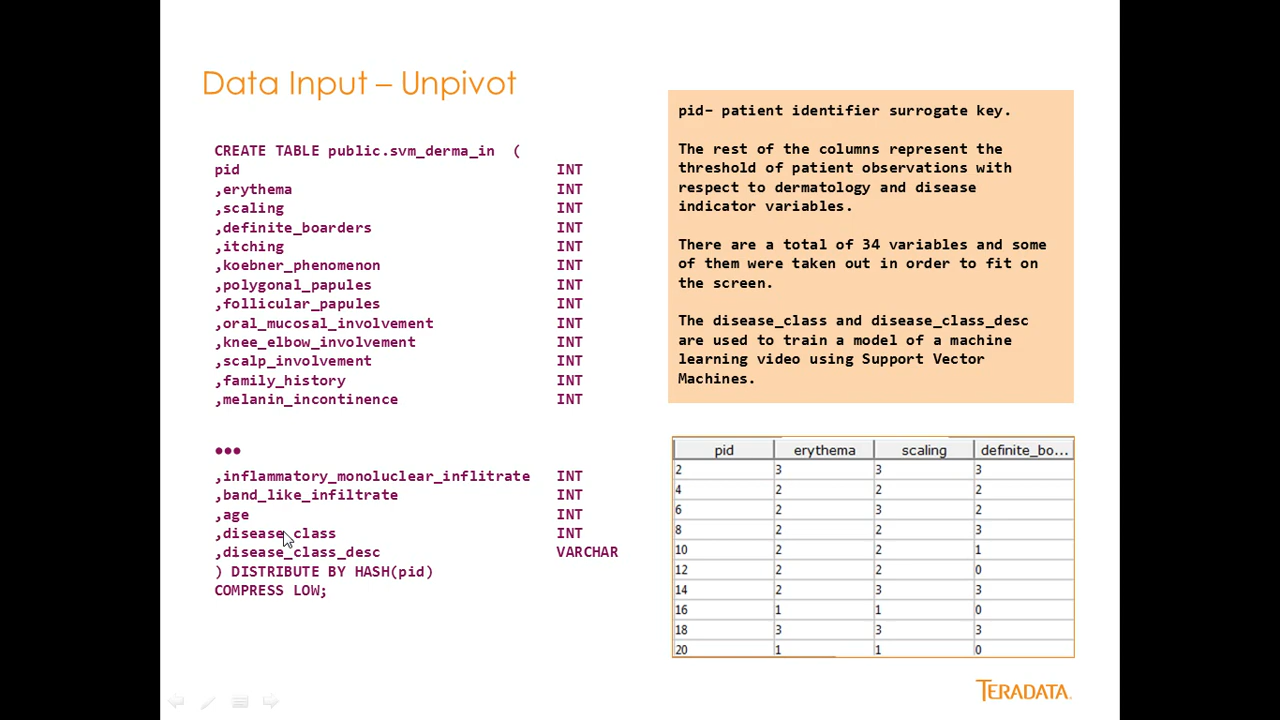 Data Input – Unpivot
CREATE TABLE public.svm_derma_in (
pid INT
,erythema INT
,scaling INT
,definite_boarders INT
,itching INT
,koebner_phenomenon INT
,polygonal_papules INT
,follicular_papules INT
,oral_mucosal_involvement INT
,knee_elbow_involvement INT
,scalp_involvement INT
,family_history INT
,melanin_incontinence INT
•••
,inflammatory_monoluclear_inflitrate INT
,band_like_infiltrate INT
,age INT
,disease_class INT
,disease_class_desc VARCHAR
) DISTRIBUTE BY HASH(pid)
COMPRESS LOW;
pid– patient identifier surrogate key.
The rest of the columns represent the
threshold of patient observations with
respect to dermatology and disease
indicator variables.
There are a total of 34 variables and some
of them were taken out in order to fit on
the screen.
The disease_class and disease_class_desc
are used to train a model of a machine
learning video using Support Vector
Machines.
pid erythema scaling definite_bo...
2 3 3 3
4 2 2 2
6 2 3 2
8 2 2 3
10 2 2 1
12 2 2 0
14 2 3 3
16 1 1 0
18 3 3 3
20 1 1 0
TERADATA.